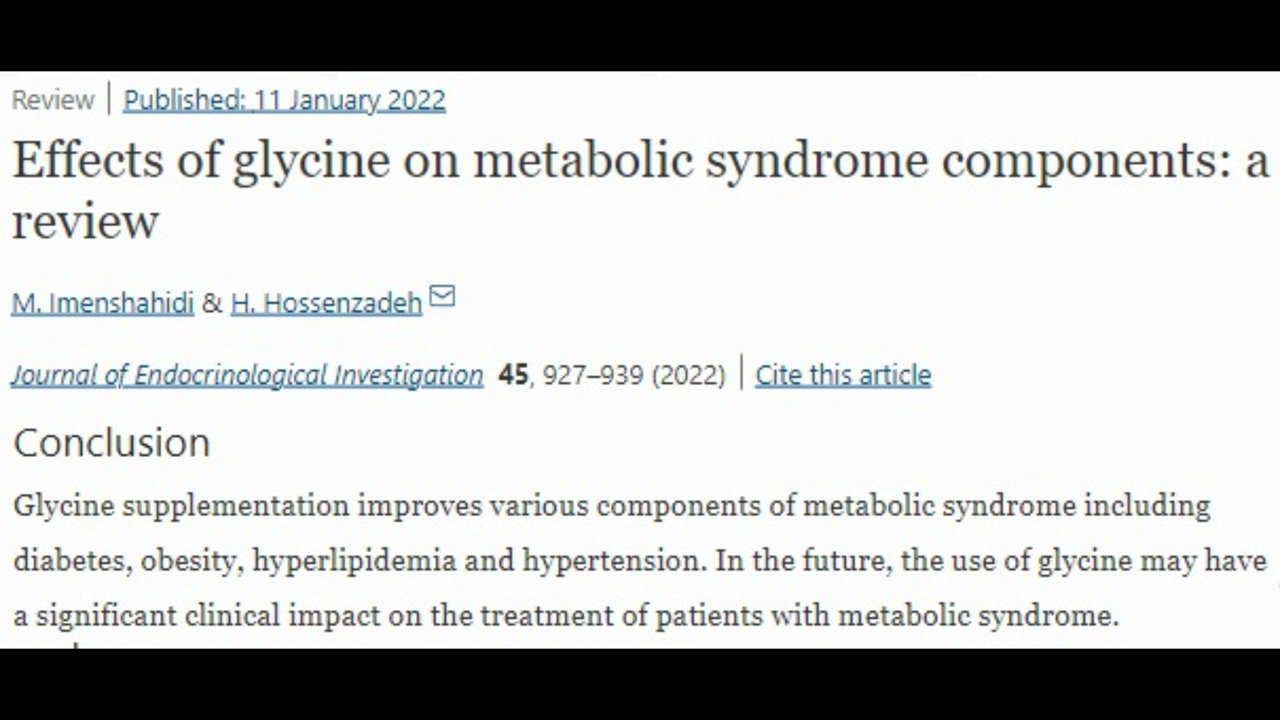 Review | Published: 11 January 2022
Effects of glycine on metabolic syndrome components: a
review
M. Imenshahidi & H. Hossenzadeh
Journal of Endocrinological Investigation 45, 927–939 (2022) | Cite this article
Conclusion
Glycine supplementation improves various components of metabolic syndrome including
diabetes, obesity, hyperlipidemia and hypertension. In the future, the use of glycine may have
a significant clinical impact on the treatment of patients with metabolic syndrome.